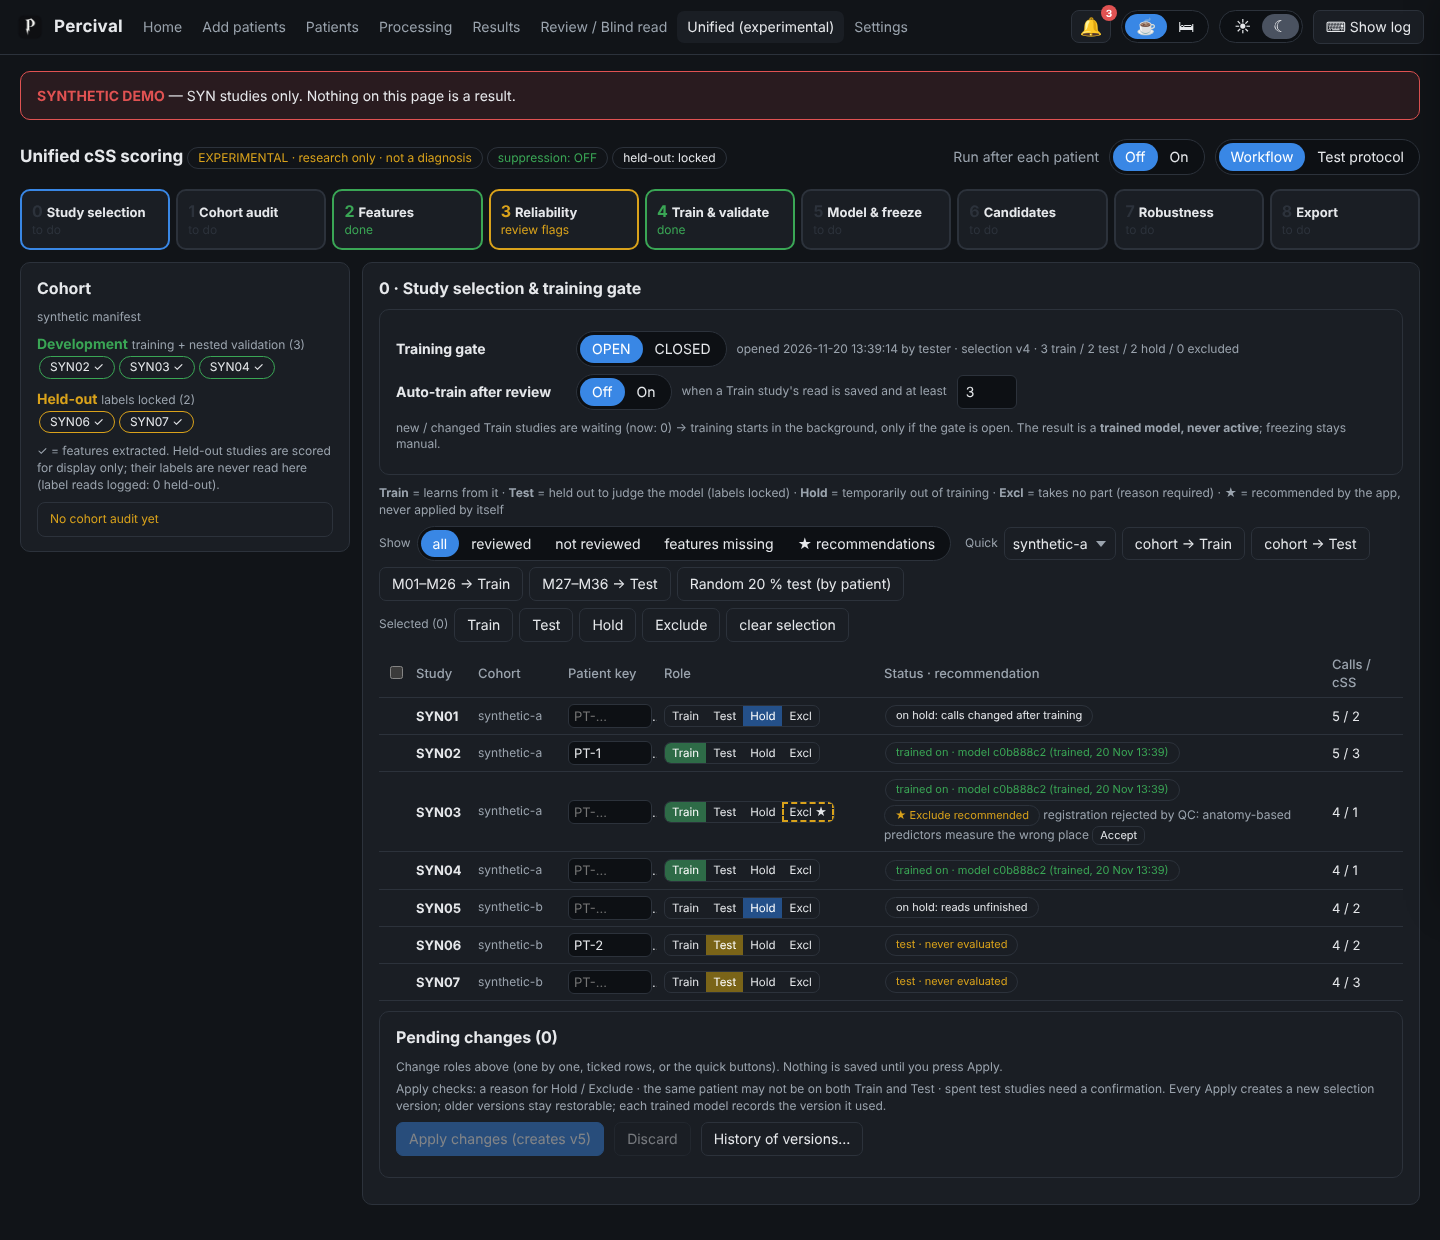 Percival Home Add patients Patients Processing Results Review / Blind read Unified (experimental) Settings 3 Show log
SYNTHETIC DEMO — SYN studies only. Nothing on this page is a result.
Unified cSS scoring EXPERIMENTAL · research only · not a diagnosis suppression: OFF held-out: locked Run after each patient Off On Workflow Test protocol
0 Study selection 1 Cohort audit 2 Features 3 Reliability 4 Train & validate 5 Model & freeze 6 Candidates 7 Robustness 8 Export
to do to do done review flags done to do to do to do to do
Cohort
synthetic manifest
Development training + nested validation (3)
SYN02 ✓ SYN03 ✓ SYN04 ✓
Held-out labels locked (2)
SYN06 ✓ SYN07 ✓
✓ = features extracted. Held-out studies are scored
for display only; their labels are never read here
(label reads logged: 0 held-out).
No cohort audit yet
0 · Study selection & training gate
Training gate OPEN CLOSED opened 2026-11-20 13:39:14 by tester · selection v4 · 3 train / 2 test / 2 hold / 0 excluded
Auto-train after review Off On when a Train study's read is saved and at least 3
new / changed Train studies are waiting (now: 0) → training starts in the background, only if the gate is open. The result is a trained model, never active; freezing stays
manual.
Train = learns from it · Test = held out to judge the model (labels locked) · Hold = temporarily out of training · Excl = takes no part (reason required) · ★ = recommended by the app,
never applied by itself
Show all reviewed not reviewed features missing ★ recommendations Quick synthetic-a cohort → Train cohort → Test
M01–M26 → Train M27–M36 → Test Random 20 % test (by patient)
Selected (0) Train Test Hold Exclude clear selection
Study Cohort Patient key Role Status · recommendation Calls /
cSS
SYN01 synthetic-a PT-... . Train Test Hold Excl on hold: calls changed after training 5 / 2
SYN02 synthetic-a PT-1 . Train Test Hold Excl trained on · model c0b888c2 (trained, 20 Nov 13:39) 5 / 3
trained on · model c0b888c2 (trained, 20 Nov 13:39)
SYN03 synthetic-a PT-... . Train Test Hold Excl ★ ★ Exclude recommended registration rejected by QC: anatomy-based 4 / 1
predictors measure the wrong place Accept
SYN04 synthetic-a PT-... . Train Test Hold Excl trained on · model c0b888c2 (trained, 20 Nov 13:39) 4 / 1
SYN05 synthetic-b PT-... . Train Test Hold Excl on hold: reads unfinished 4 / 2
SYN06 synthetic-b PT-2 . Train Test Hold Excl test · never evaluated 4 / 2
SYN07 synthetic-b PT-... . Train Test Hold Excl test · never evaluated 4 / 3
Pending changes (0)
Change roles above (one by one, ticked rows, or the quick buttons). Nothing is saved until you press Apply.
Apply checks: a reason for Hold / Exclude · the same patient may not be on both Train and Test · spent test studies need a confirmation. Every Apply creates a new selection
version; older versions stay restorable; each trained model records the version it used.
Apply changes (creates v5) Discard History of versions...